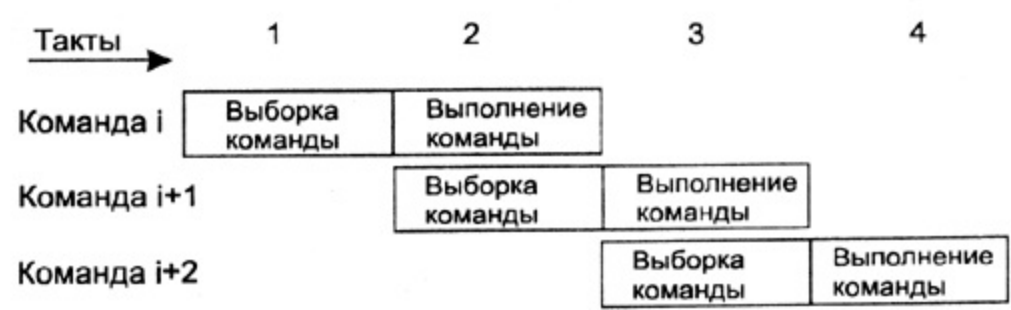 Такты 1 2 3 4
Команда i Выборка Выполнение
команды команды
Команда i+1 Выборка Выполнение
команды команды
Команда i+2 Выборка Выполнение
команды команды